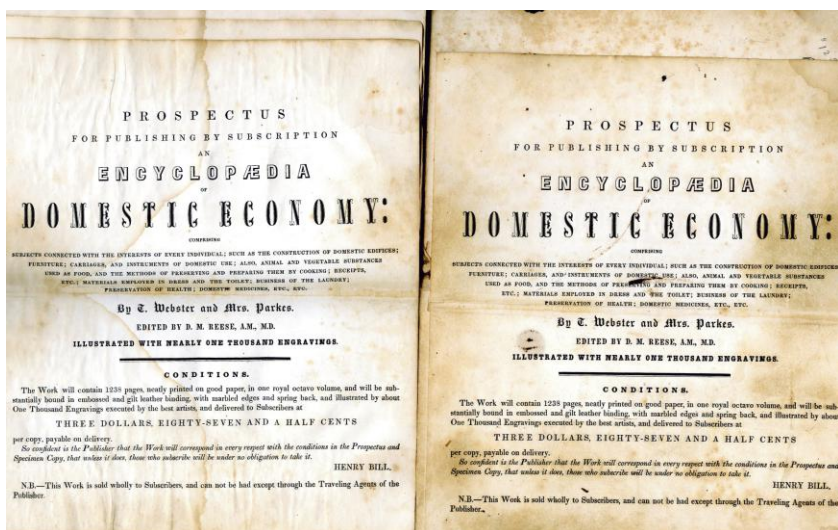 PROSPECTUS
FOR PUBLISHING BY SUBSCRIPTION
AN
ENCYCLOPÆDIA
OF
DOMESTIC ECONOMY:
COMPRISING
SUBJECTS CONNECTED WITH THE INTERESTS OF EVERY INDIVIDUAL; SUCH AS THE CONSTRUCTION OF DOMESTIC EDIFICES;
FURNITURE; CARRIAGES, AND INSTRUMENTS OF DOMESTIC USE; ALSO, ANIMAL AND VEGETABLE SUBSTANCES
USED AS FOOD, AND THE METHODS OF PRESERVING AND PREPARING THEM BY COOKING; RECEIPTS,
ETC.; MATERIALS EMPLOYED IN DRESS AND THE TOILET; BUSINESS OF THE LAUNDRY;
PRESERVATION OF HEALTH; DOMESTIC MEDICINES, ETC., ETC.
By T. Webster and Mrs. Parkes.
EDITED BY D. M. REESE, A.M., M.D.
ILLUSTRATED WITH NEARLY ONE THOUSAND ENGRAVINGS.
CONDITIONS.
The Work will contain 1238 pages, neatly printed on good paper, in one royal octavo volume, and will be sub-
stantially bound in embossed and gilt leather binding, with marbled edges and spring back, and illustrated by about
One Thousand Engravings executed by the best artists, and delivered to Subscribers at
THREE DOLLARS, EIGHTY-SEVEN AND A HALF CENTS
per copy, payable on delivery.
So confident is the Publisher that the Work will correspond in every respect with the conditions in the Prospectus and
Specimen Copy, that unless it does, those who subscribe will be under no obligation to take it.
HENRY BILL.
N.B.—This Work is sold wholly to Subscribers, and can not be had except through the Traveling Agents of the
Publisher.
PROSPECTUS
FOR PUBLISHING BY SUBSCRIPTION
AN
ENCYCLOPÆDIA
OF
DOMESTIC ECONOMY:
COMPRISING
SUBJECTS CONNECTED WITH THE INTERESTS OF EVERY INDIVIDUAL; SUCH AS THE CONSTRUCTION OF DOMESTIC EDIFICES
FURNITURE; CARRIAGES, AND INSTRUMENTS OF DOMESTIC USE; ALSO, ANIMAL AND VEGETABLE SUBSTANCES
USED AS FOOD, AND THE METHODS OF PRESERVING AND PREPARING THEM BY COOKING; RECEIPTS,
ETC.; MATERIALS EMPLOYED IN DRESS AND THE TOILET; BUSINESS OF THE LAUNDRY;
PRESERVATION OF HEALTH; DOMESTIC MEDICINES, ETC., ETC.
By T. Webster and Mrs. Parkes.
EDITED BY D. M. REESE, A.M., M.D.
ILLUSTRATED WITH NEARLY ONE THOUSAND ENGRAVINGS.
CONDITIONS.
The Work will contain 1238 pages, neatly printed on good paper, in one royal octavo volume, and will be sub-
stantially bound in embossed and gilt leather binding, with marbled edges and spring back, and illustrated by about
One Thousand Engravings executed by the best artists, and delivered to Subscribers at
THREE DOLLARS, EIGHTY-SEVEN AND A HALF CENTS
per copy, payable on delivery.
So confident is the Publisher that the Work will correspond in every respect with the conditions in the Prospectus and
Specimen Copy, that unless it does, those who subscribe will be under no obligation to take it.
HENRY BILL.
N.B.—This Work is sold wholly to Subscribers, and can not be had except through the Traveling Agents of the
Publisher.